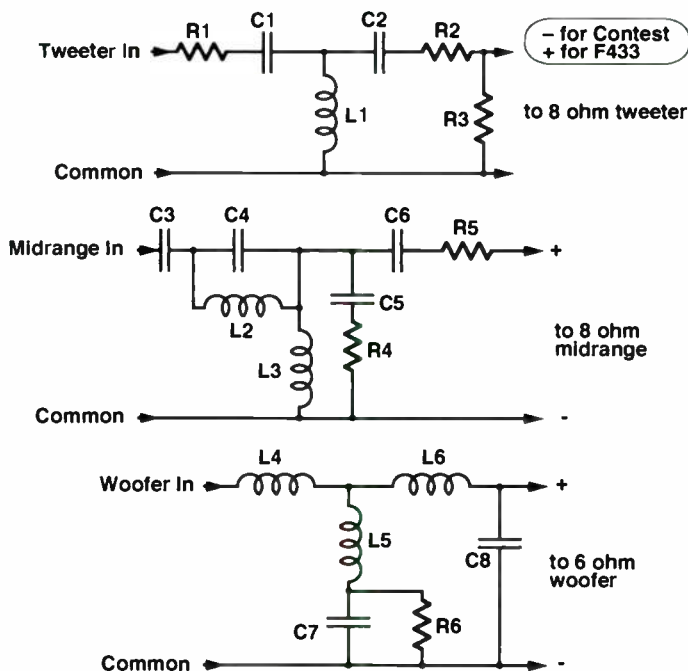 R1
C1
C2
R2
Tweeter In
– for Contest
+ for F433
L1
R3
to 8 ohm tweeter
Common
C3
C4
C6
R5
Midrange In
+
L2
C5
L3
R4
to 8 ohm
midrange
Common
-
L4
L6
Woofer In
+
L5
C8
to 6 ohm
woofer
C7
R6
Common
-